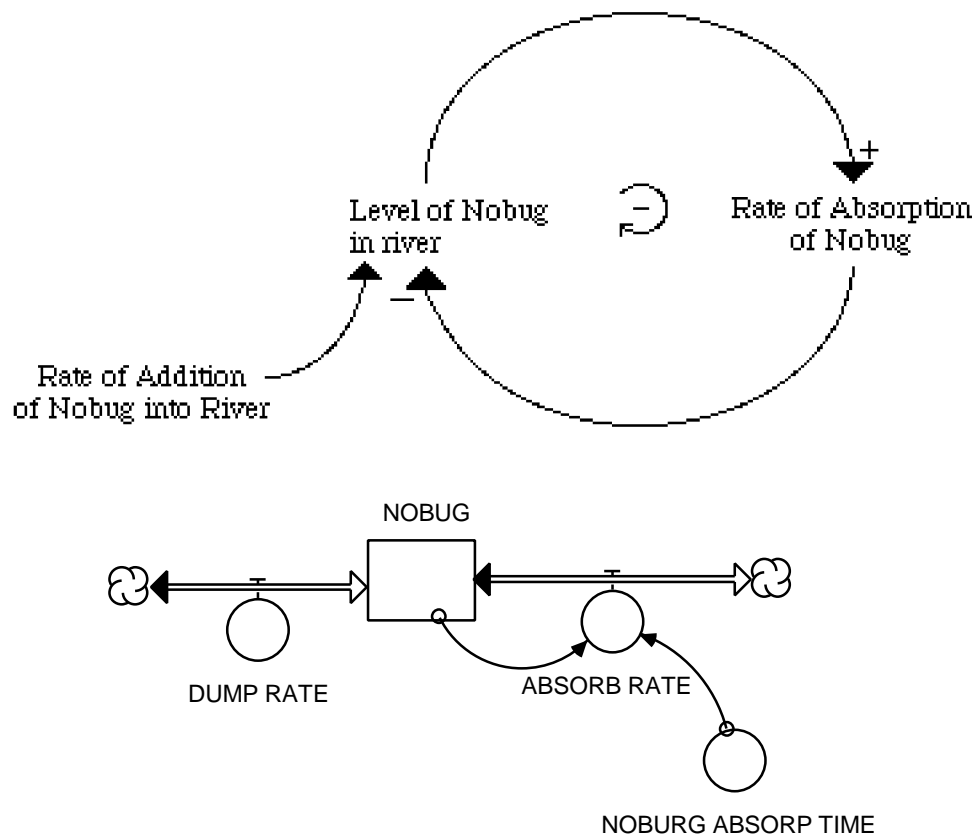 +
Level of Nobug
in river
−
Rate of Absorption
of Nobug
−
Rate of Addition
of Nobug into River
NOBUG
DUMP RATE
ABSORB RATE
NOBURG ABSORP TIME